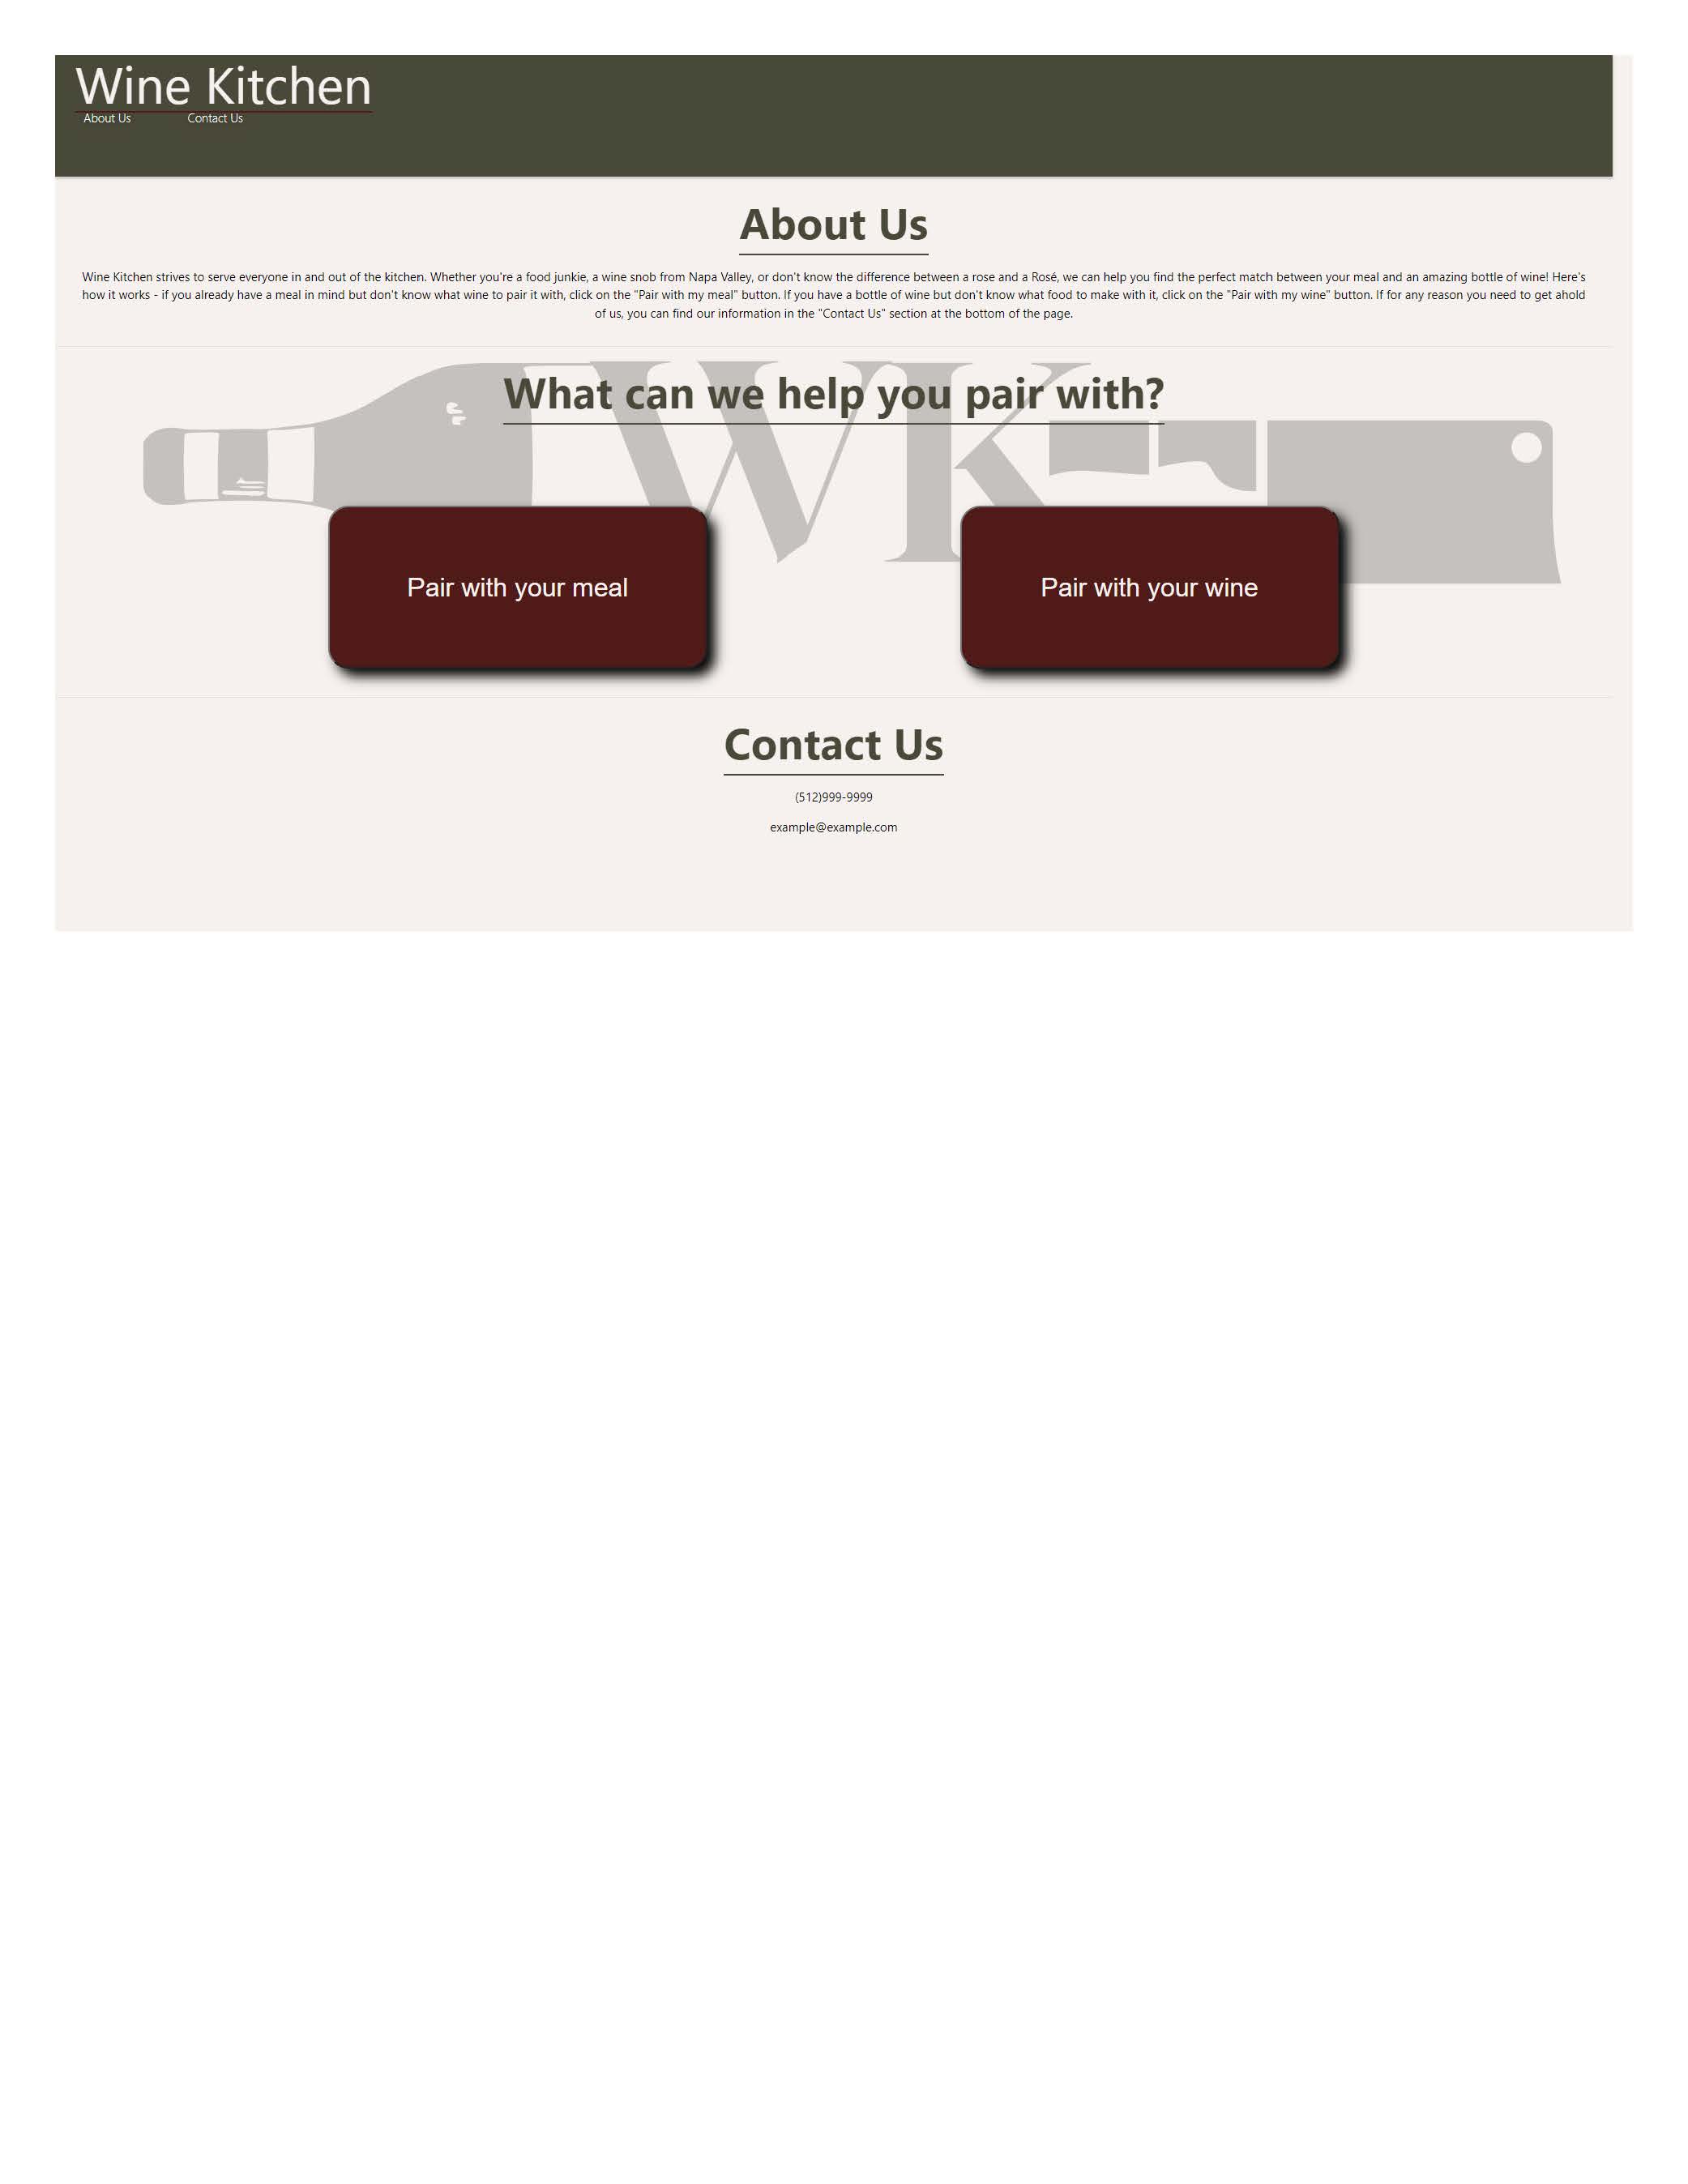 Wine Kitchen
About Us Contact Us
About Us
Wine Kitchen strives to serve everyone in and out of the kitchen. Whether you're a food junkie, a wine snob from Napa Valley, or don't know the difference between a rose and a Rosé, we can help you find the perfect match between your meal and an amazing bottle of wine! Here's
how it works - if you already have a meal in mind but don't know what wine to pair it with, click on the "Pair with my meal" button. If you have a bottle of wine but don't know what food to make with it, click on the "Pair with my wine" button. If for any reason you need to get ahold
of us, you can find our information in the "Contact Us" section at the bottom of the page.
WK
What can we help you pair with?
Pair with your meal
Pair with your wine
Contact Us
(512)999-9999
example@example.com